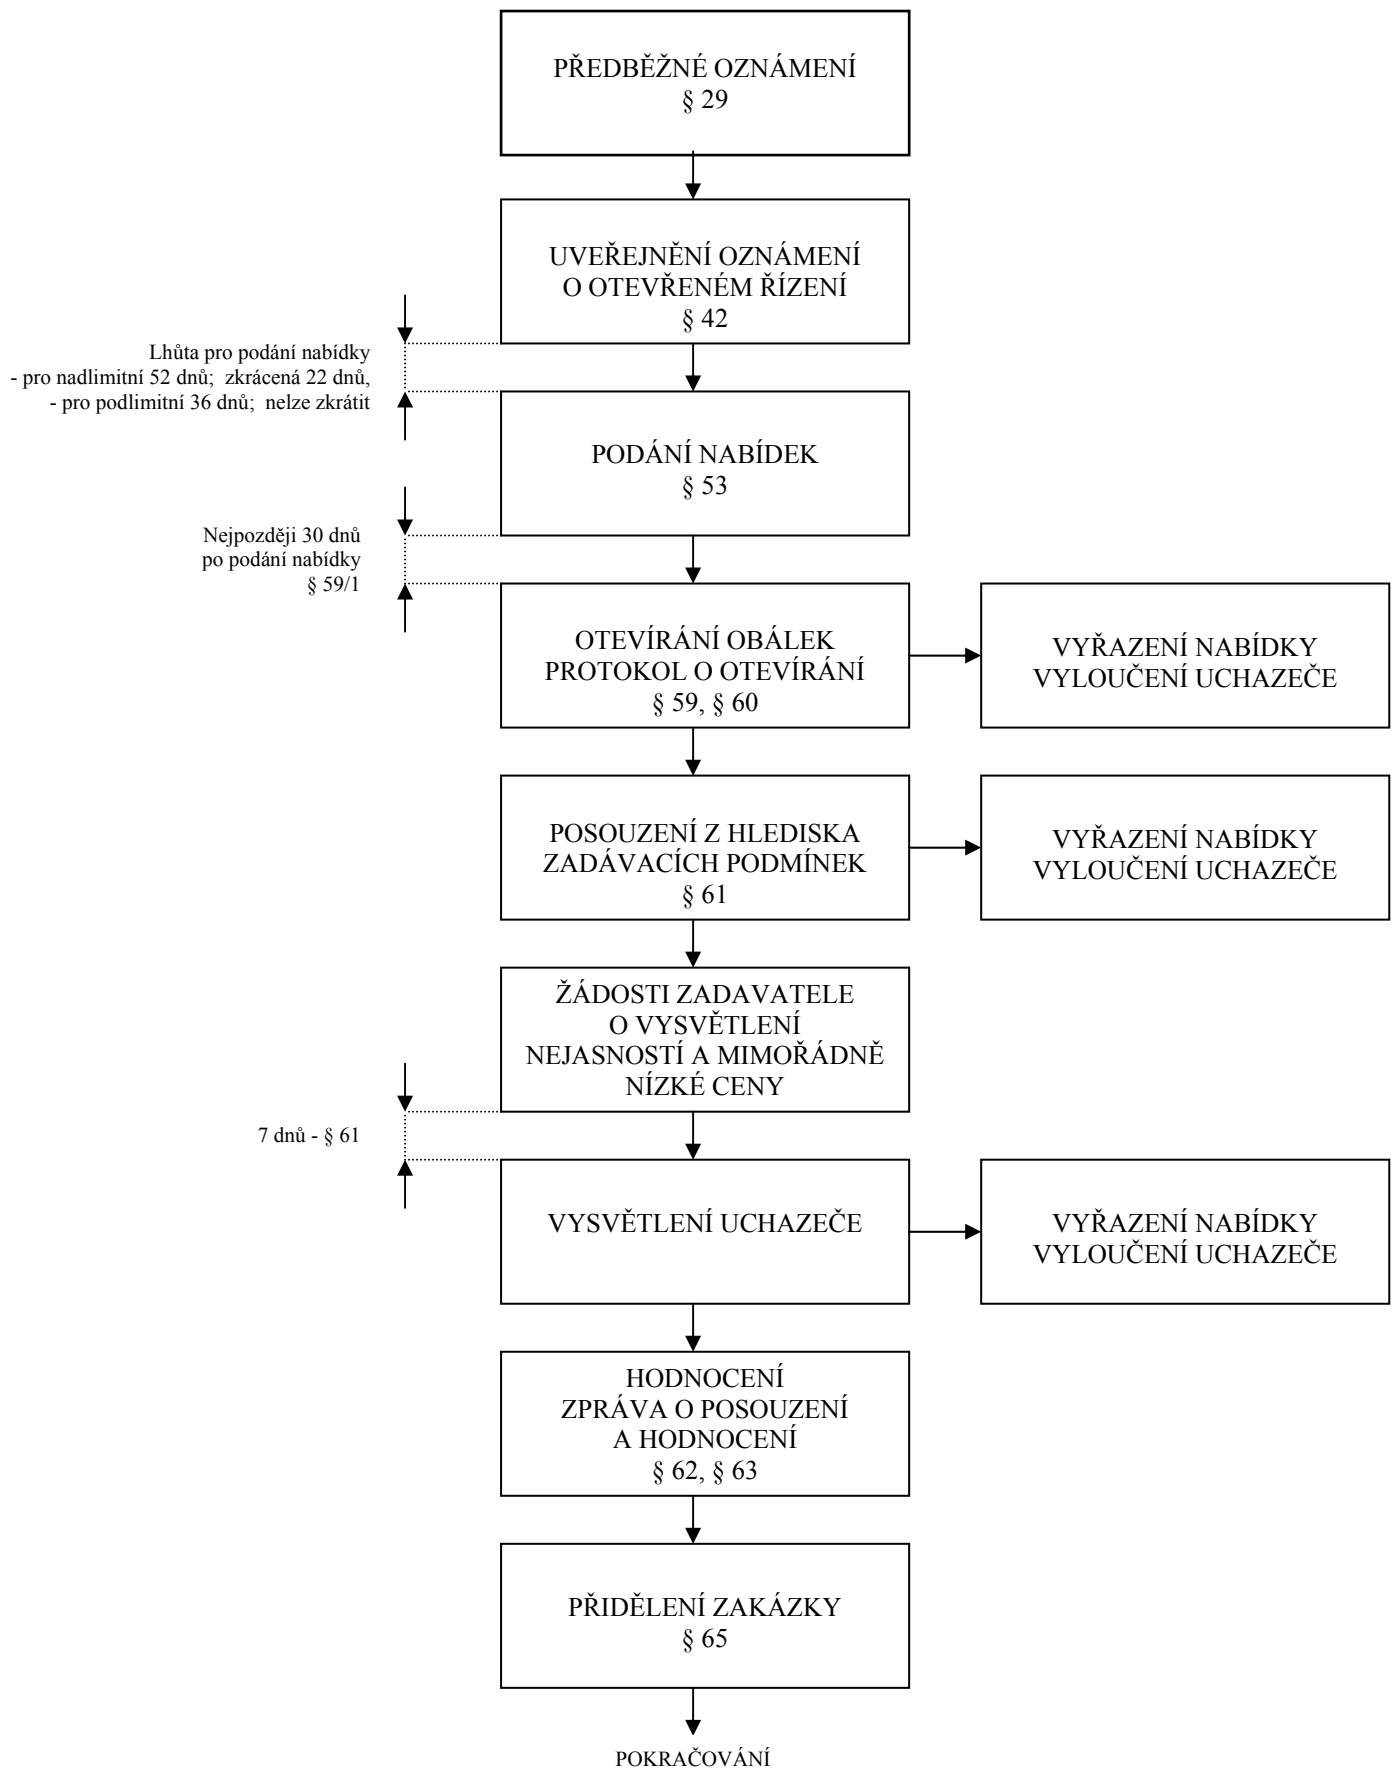 PŘEDBĚŽNÉ OZNÁMENÍ
§ 29
UVEŘEJNĚNÍ OZNÁMENÍ
O OTEVŘENÉM ŘÍZENÍ
§ 42
Lhůta pro podání nabídky
- pro nadlimitní 52 dnů; zkrácená 22 dnů,
- pro podlimitní 36 dnů; nelze zkrátit
PODÁNÍ NABÍDEK
§ 53
Nejpozději 30 dnů
po podání nabídky
§ 59/1
OTEVÍRÁNÍ OBÁLEK
PROTOKOL O OTEVÍRÁNÍ
§ 59, § 60
VYŘAZENÍ NABÍDKY
VYLOUČENÍ UCHAZEČE
POSOUZENÍ Z HLEDISKA
ZADÁVACÍCH PODMÍNEK
§ 61
VYŘAZENÍ NABÍDKY
VYLOUČENÍ UCHAZEČE
ŽÁDOSTI ZADAVATELE
O VYSVĚTLENÍ
NEJASNOSTÍ A MIMOŘÁDNĚ
NÍZKÉ CENY
7 dnů - § 61
VYSVĚTLENÍ UCHAZEČE
VYŘAZENÍ NABÍDKY
VYLOUČENÍ UCHAZEČE
HODNOCENÍ
ZPRÁVA O POSOUZENÍ
A HODNOCENÍ
§ 62, § 63
PŘIDĚLENÍ ZAKÁZKY
§ 65
POKRAČOVÁNÍ